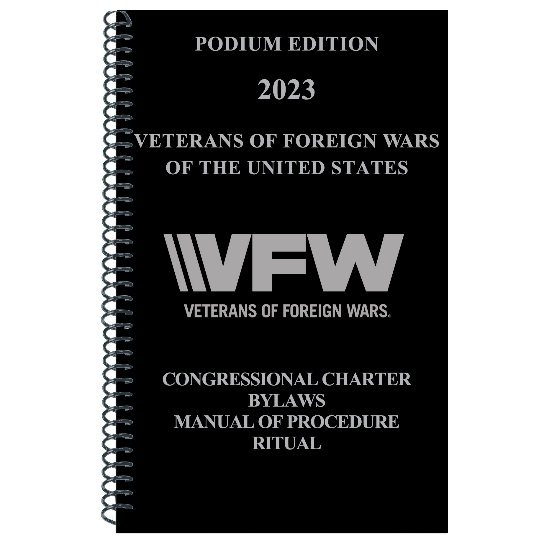 PODIUM EDITION
2023
VETERANS OF FOREIGN WARS
OF THE UNITED STATES
VFW
VETERANS OF FOREIGN WARS.
CONGRESSIONAL CHARTER
BYLAWS
MANUAL OF PROCEDURE
RITUAL